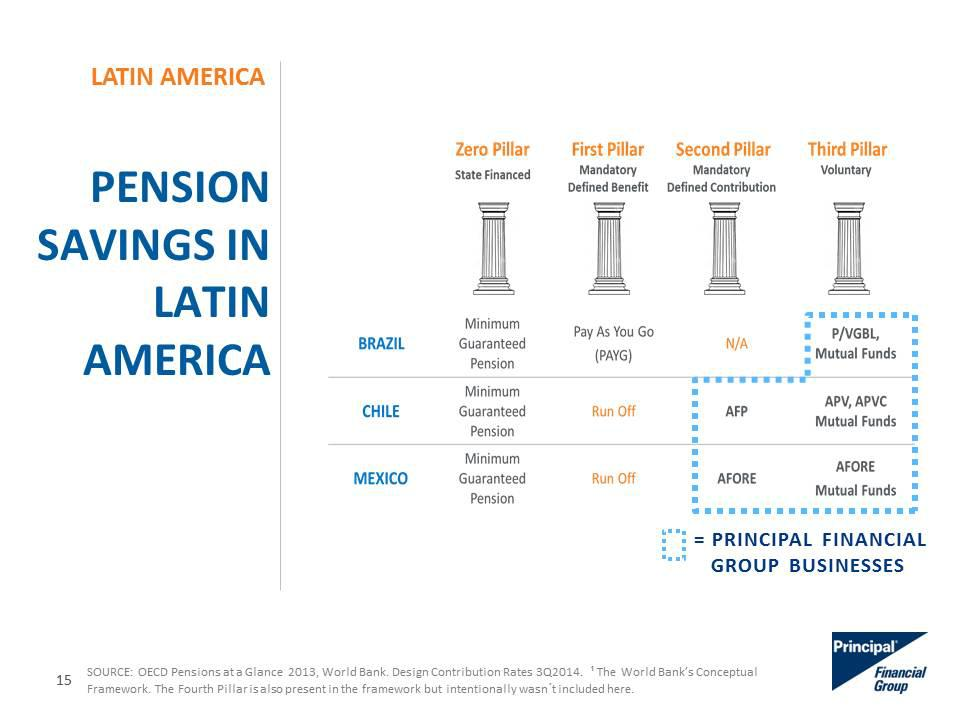 LATIN AMERICA
PENSION
SAVINGS IN
LATIN
AMERICA
Zero Pillar
State Financed
First Pillar
Mandatory
Defined Benefit
Second Pillar
Mandatory
Defined Contribution
Third Pillar
Voluntary
BRAZIL
Minimum
Guaranteed
Pension
Pay As You Go
(PAYG)
N/A
P/VGBL,
Mutual Funds
CHILE
Minimum
Guaranteed
Pension
Run Off
AFP
APV, APVC
Mutual Funds
MEXICO
Minimum
Guaranteed
Pension
Run Off
AFORE
AFORE
Mutual Funds
= PRINCIPAL FINANCIAL
GROUP BUSINESSES
15
SOURCE: OECD Pensions at a Glance 2013, World Bank. Design Contribution Rates 3Q2014. ¹ The World Bank’s Conceptual
Framework. The Fourth Pillar is also present in the framework but intentionally wasn´t included here.
Principal
Financial
Group